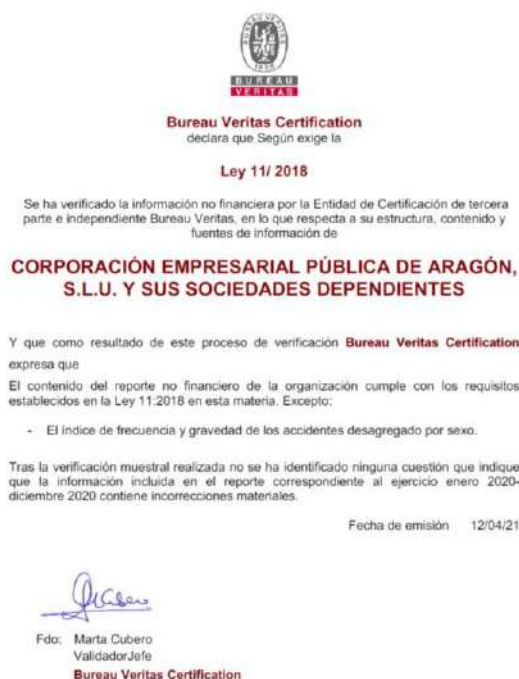 BUREAU
VERITAS
Bureau Veritas Certification
declara que Según exige la
Ley 11/ 2018
Se ha verificado la información no financiera por la Entidad de Certificación de tercera
parte e independiente Bureau Veritas, en lo que respecta a su estructura, contenido y
fuentes de información de
CORPORACIÓN EMPRESARIAL PÚBLICA DE ARAGÓN,
S.L.U. Y SUS SOCIEDADES DEPENDIENTES
Y que como resultado de este proceso de verificación Bureau Veritas Certification
expresa que
El contenido del reporte no financiero de la organización cumple con los requisitos
establecidos en la Ley 11:2018 en esta materia. Excepto:
- El índice de frecuencia y gravedad de los accidentes desagregado por sexo.
Tras la verificación muestral realizada no se ha identificado ninguna cuestión que indique
que la información incluida en el reporte correspondiente al ejercicio enero 2020-
diciembre 2020 contiene incorrecciones materiales.
Fecha de emisión 12/04/21
Fdo: Marta Cubero
ValidadorJefe
Bureau Veritas Certification